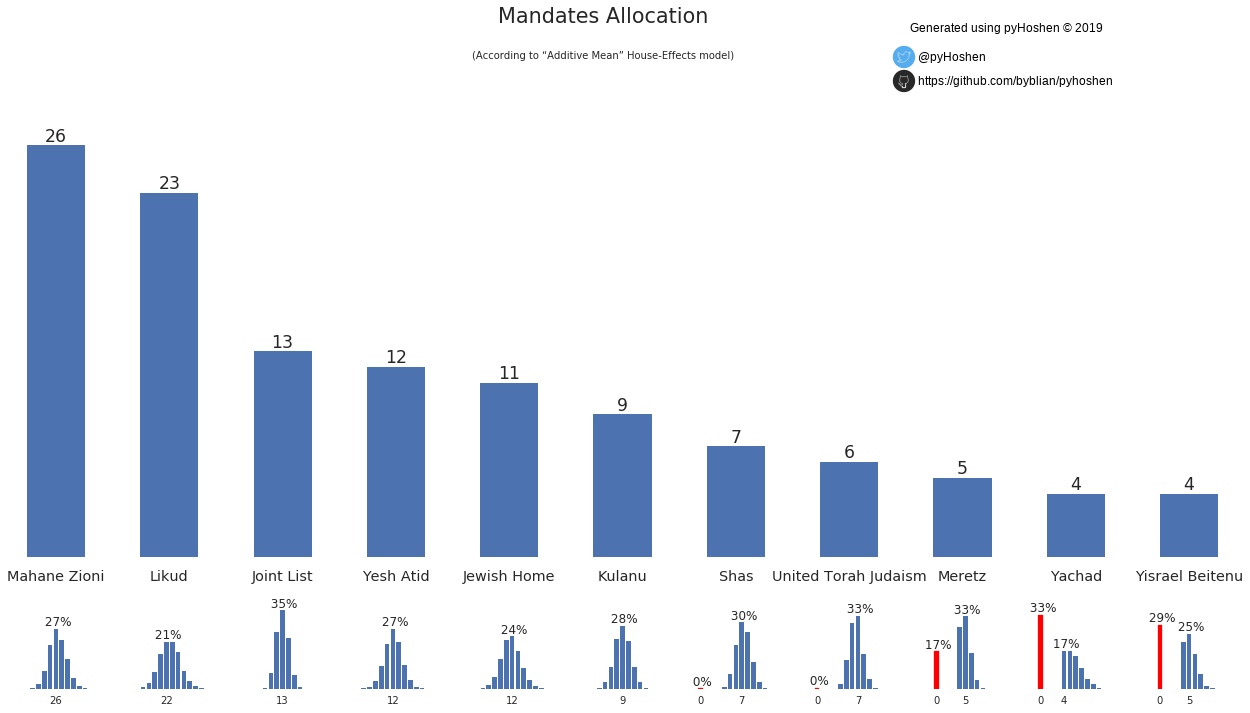 Mandates Allocation
(According to “Additive Mean” House-Effects model)
Generated using pyHoshen © 2019
@pyHoshen
https://github.com/byblian/pyhoshen
26 23 13 12 11 9 7 6 5 4 4
Mahane Zioni Likud Joint List Yesh Atid Jewish Home Kulanu Shas United Torah Judaism Meretz Yachad Yisrael Beitenu
27% 21% 35% 27% 24% 28% 0% 30% 0% 33% 17% 33% 33% 17% 29% 25%
26 22 13 12 12 9 0 7 0 7 0 5 0 4 0 5